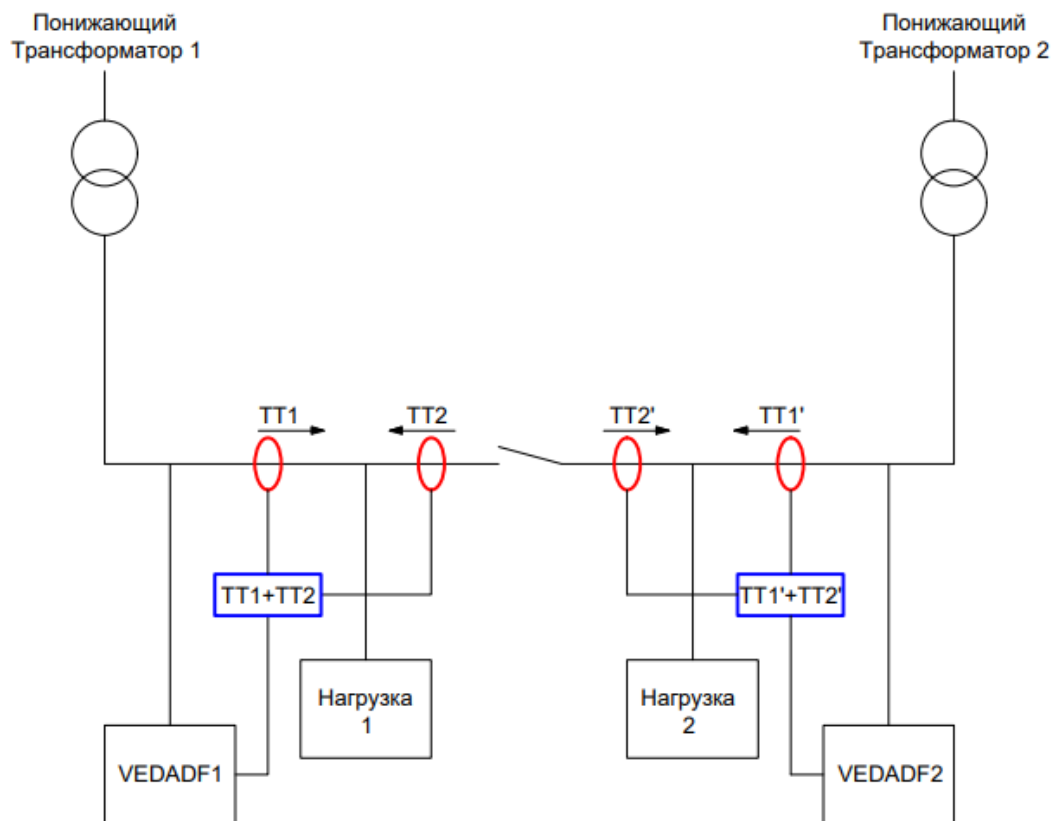 Понижающий
Трансформатор 1
Понижающий
Трансформатор 2
ТТ1
ТТ2
ТТ2'
ТТ1'
ТТ1+ТТ2
ТТ1'+ТТ2'
Нагрузка
1
Нагрузка
2
VEDADF1
VEDADF2